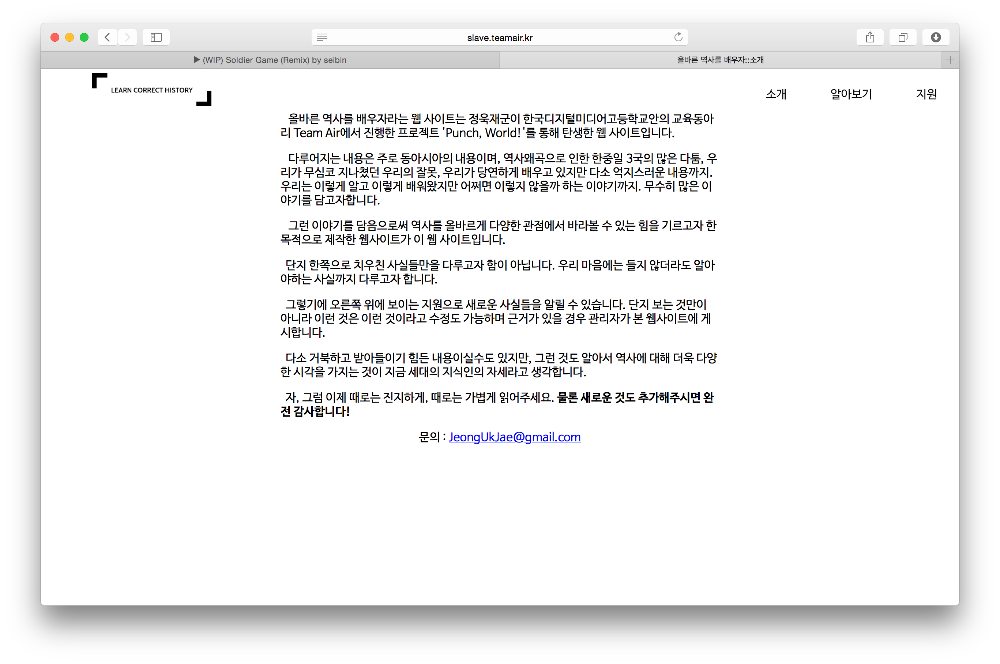 slave.teamair.kr
▶ (WIP) Soldier Game (Remix) by seibin
올바른 역사를 배우자::소개
LEARN CORRECT HISTORY
소개 알아보기 지원
올바른 역사를 배우자라는 웹 사이트는 정욱재군이 한국디지털미디어고등학교안의 교육동아
리 Team Air에서 진행한 프로젝트 'Punch, World!'를 통해 탄생한 웹 사이트입니다.
다루어지는 내용은 주로 동아시아의 내용이며, 역사왜곡으로 인한 한중일 3국의 많은 다툼, 우
리가 무심코 지나쳤던 우리의 잘못, 우리가 당연하게 배우고 있지만 다소 억지스러운 내용까지.
우리는 이렇게 알고 이렇게 배워왔지만 어쩌면 이렇지 않을까 하는 이야기까지. 무수히 많은 이
야기를 담고자합니다.
그런 이야기를 담음으로써 역사를 올바르게 다양한 관점에서 바라볼 수 있는 힘을 기르고자 한
목적으로 제작한 웹사이트가 이 웹 사이트입니다.
단지 한쪽으로 치우친 사실들만을 다루고자 함이 아닙니다. 우리 마음에는 들지 않더라도 알아
야하는 사실까지 다루고자 합니다.
그렇기에 오른쪽 위에 보이는 지원으로 새로운 사실들을 알릴 수 있습니다. 단지 보는 것만이
아니라 이런 것은 이런 것이라고 수정도 가능하며 근거가 있을 경우 관리자가 본 웹사이트에 게
시합니다.
다소 거북하고 받아들이기 힘든 내용이실수도 있지만, 그런 것도 알아서 역사에 대해 더욱 다양
한 시각을 가지는 것이 지금 세대의 지식인의 자세라고 생각합니다.
자, 그럼 이제 때로는 진지하게, 때로는 가볍게 읽어주세요. 물론 새로운 것도 추가해주시면 완
전 감사합니다!
문의 : JeongUkJae@gmail.com